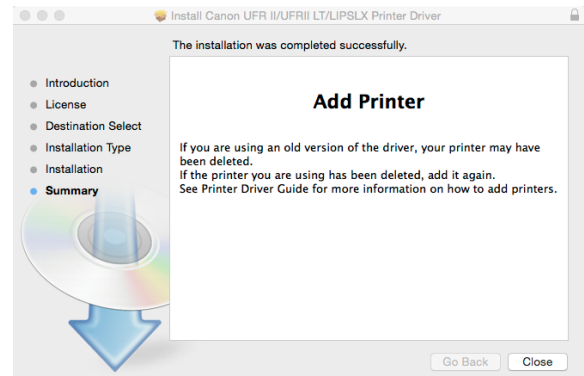 Install Canon UFR II/UFRII LT/LIPSLX Printer Driver
The installation was completed successfully.
Introduction
License
Destination Select
Installation Type
Installation
Summary
Add Printer
If you are using an old version of the driver, your printer may have
been deleted.
If the printer you are using has been deleted, add it again.
See Printer Driver Guide for more information on how to add printers.
Go Back
Close